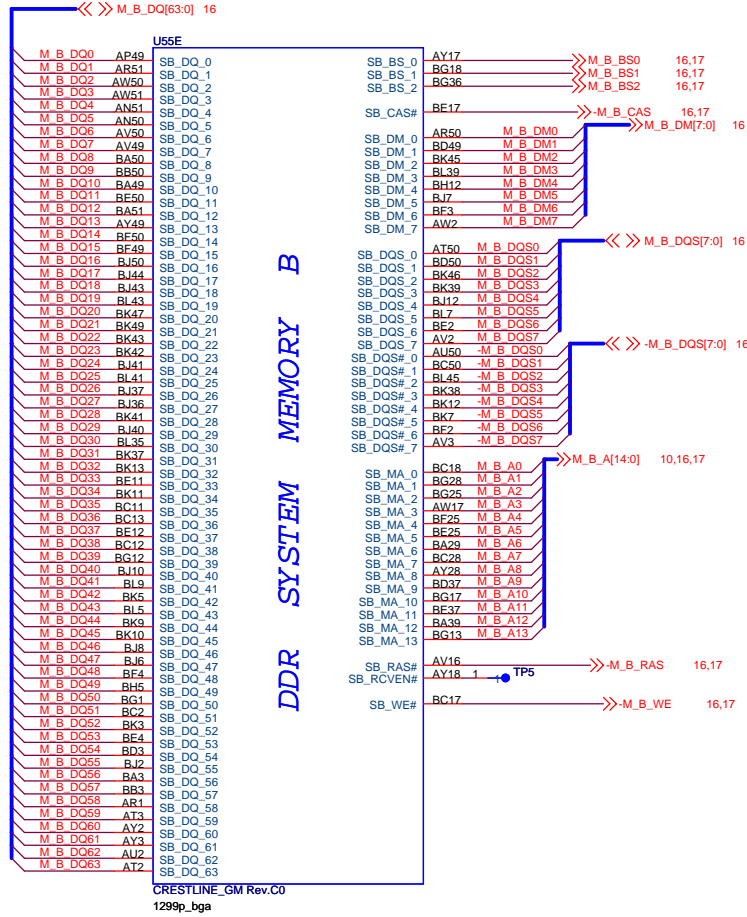 M_B_DQ[63:0] 16
U55E
M_B_DQ0 AP49 SB_DQ_0
M_B_DQ1 AR51 SB_DQ_1
M_B_DQ2 AW50 SB_DQ_2
M_B_DQ3 AW51 SB_DQ_3
M_B_DQ4 AN51 SB_DQ_4
M_B_DQ5 AN50 SB_DQ_5
M_B_DQ6 AV50 SB_DQ_6
M_B_DQ7 AV49 SB_DQ_7
M_B_DQ8 BA50 SB_DQ_8
M_B_DQ9 BB50 SB_DQ_9
M_B_DQ10 BA49 SB_DQ_10
M_B_DQ11 BE50 SB_DQ_11
M_B_DQ12 BA51 SB_DQ_12
M_B_DQ13 AY49 SB_DQ_13
M_B_DQ14 BF50 SB_DQ_14
M_B_DQ15 BF49 SB_DQ_15
M_B_DQ16 BJ50 SB_DQ_16
M_B_DQ17 BJ44 SB_DQ_17
M_B_DQ18 BJ43 SB_DQ_18
M_B_DQ19 BL43 SB_DQ_19
M_B_DQ20 BK47 SB_DQ_20
M_B_DQ21 BK49 SB_DQ_21
M_B_DQ22 BK43 SB_DQ_22
M_B_DQ23 BK42 SB_DQ_23
M_B_DQ24 BJ41 SB_DQ_24
M_B_DQ25 BL41 SB_DQ_25
M_B_DQ26 BJ37 SB_DQ_26
M_B_DQ27 BJ36 SB_DQ_27
M_B_DQ28 BK41 SB_DQ_28
M_B_DQ29 BJ40 SB_DQ_29
M_B_DQ30 BL35 SB_DQ_30
M_B_DQ31 BK37 SB_DQ_31
M_B_DQ32 BK13 SB_DQ_32
M_B_DQ33 BE11 SB_DQ_33
M_B_DQ34 BK11 SB_DQ_34
M_B_DQ35 BC11 SB_DQ_35
M_B_DQ36 BC13 SB_DQ_36
M_B_DQ37 BE12 SB_DQ_37
M_B_DQ38 BC12 SB_DQ_38
M_B_DQ39 BG12 SB_DQ_39
M_B_DQ40 BJ10 SB_DQ_40
M_B_DQ41 BL9 SB_DQ_41
M_B_DQ42 BK5 SB_DQ_42
M_B_DQ43 BL5 SB_DQ_43
M_B_DQ44 BK9 SB_DQ_44
M_B_DQ45 BK10 SB_DQ_45
M_B_DQ46 BJ8 SB_DQ_46
M_B_DQ47 BJ6 SB_DQ_47
M_B_DQ48 BF4 SB_DQ_48
M_B_DQ49 BH5 SB_DQ_49
M_B_DQ50 BG1 SB_DQ_50
M_B_DQ51 BC2 SB_DQ_51
M_B_DQ52 BK3 SB_DQ_52
M_B_DQ53 BE4 SB_DQ_53
M_B_DQ54 BD3 SB_DQ_54
M_B_DQ55 BJ2 SB_DQ_55
M_B_DQ56 BA3 SB_DQ_56
M_B_DQ57 BB3 SB_DQ_57
M_B_DQ58 AR1 SB_DQ_58
M_B_DQ59 AT3 SB_DQ_59
M_B_DQ60 AY2 SB_DQ_60
M_B_DQ61 AY3 SB_DQ_61
M_B_DQ62 AU2 SB_DQ_62
M_B_DQ63 AT2 SB_DQ_63
DDR SYSTEM MEMORY B
SB_BS_0 AY17 M_B_BS0 16,17
SB_BS_1 BG18 M_B_BS1 16,17
SB_BS_2 BG36 M_B_BS2 16,17
SB_CAS# BE17 -M_B_CAS 16,17
M_B_DM[7:0] 16
SB_DM_0 AR50 M_B_DM0
SB_DM_1 BD49 M_B_DM1
SB_DM_2 BK45 M_B_DM2
SB_DM_3 BL39 M_B_DM3
SB_DM_4 BH12 M_B_DM4
SB_DM_5 BJ7 M_B_DM5
SB_DM_6 BF3 M_B_DM6
SB_DM_7 AW2 M_B_DM7
M_B_DQS[7:0] 16
SB_DQS_0 AT50 M_B_DQS0
SB_DQS_1 BD50 M_B_DQS1
SB_DQS_2 BK46 M_B_DQS2
SB_DQS_3 BK39 M_B_DQS3
SB_DQS_4 BJ12 M_B_DQS4
SB_DQS_5 BL7 M_B_DQS5
SB_DQS_6 BE2 M_B_DQS6
SB_DQS_7 AV2 M_B_DQS7
-M_B_DQS[7:0] 16
SB_DQS#_0 AU50 -M_B_DQS0
SB_DQS#_1 BC50 -M_B_DQS1
SB_DQS#_2 BL45 -M_B_DQS2
SB_DQS#_3 BK38 -M_B_DQS3
SB_DQS#_4 BK12 -M_B_DQS4
SB_DQS#_5 BK7 -M_B_DQS5
SB_DQS#_6 BF2 -M_B_DQS6
SB_DQS#_7 AV3 -M_B_DQS7
M_B_A[14:0] 10,16,17
SB_MA_0 BC18 M_B_A0
SB_MA_1 BG28 M_B_A1
SB_MA_2 BG25 M_B_A2
SB_MA_3 AW17 M_B_A3
SB_MA_4 BF25 M_B_A4
SB_MA_5 BE25 M_B_A5
SB_MA_6 BA29 M_B_A6
SB_MA_7 BC28 M_B_A7
SB_MA_8 AY28 M_B_A8
SB_MA_9 BD37 M_B_A9
SB_MA_10 BG17 M_B_A10
SB_MA_11 BE37 M_B_A11
SB_MA_12 BA39 M_B_A12
SB_MA_13 BG13 M_B_A13
SB_RAS# AV16 -M_B_RAS 16,17
SB_RCVEN# AY18 1 1 TP5
SB_WE# BC17 -M_B_WE 16,17
CRESTLINE_GM Rev.C0
1299p_bga